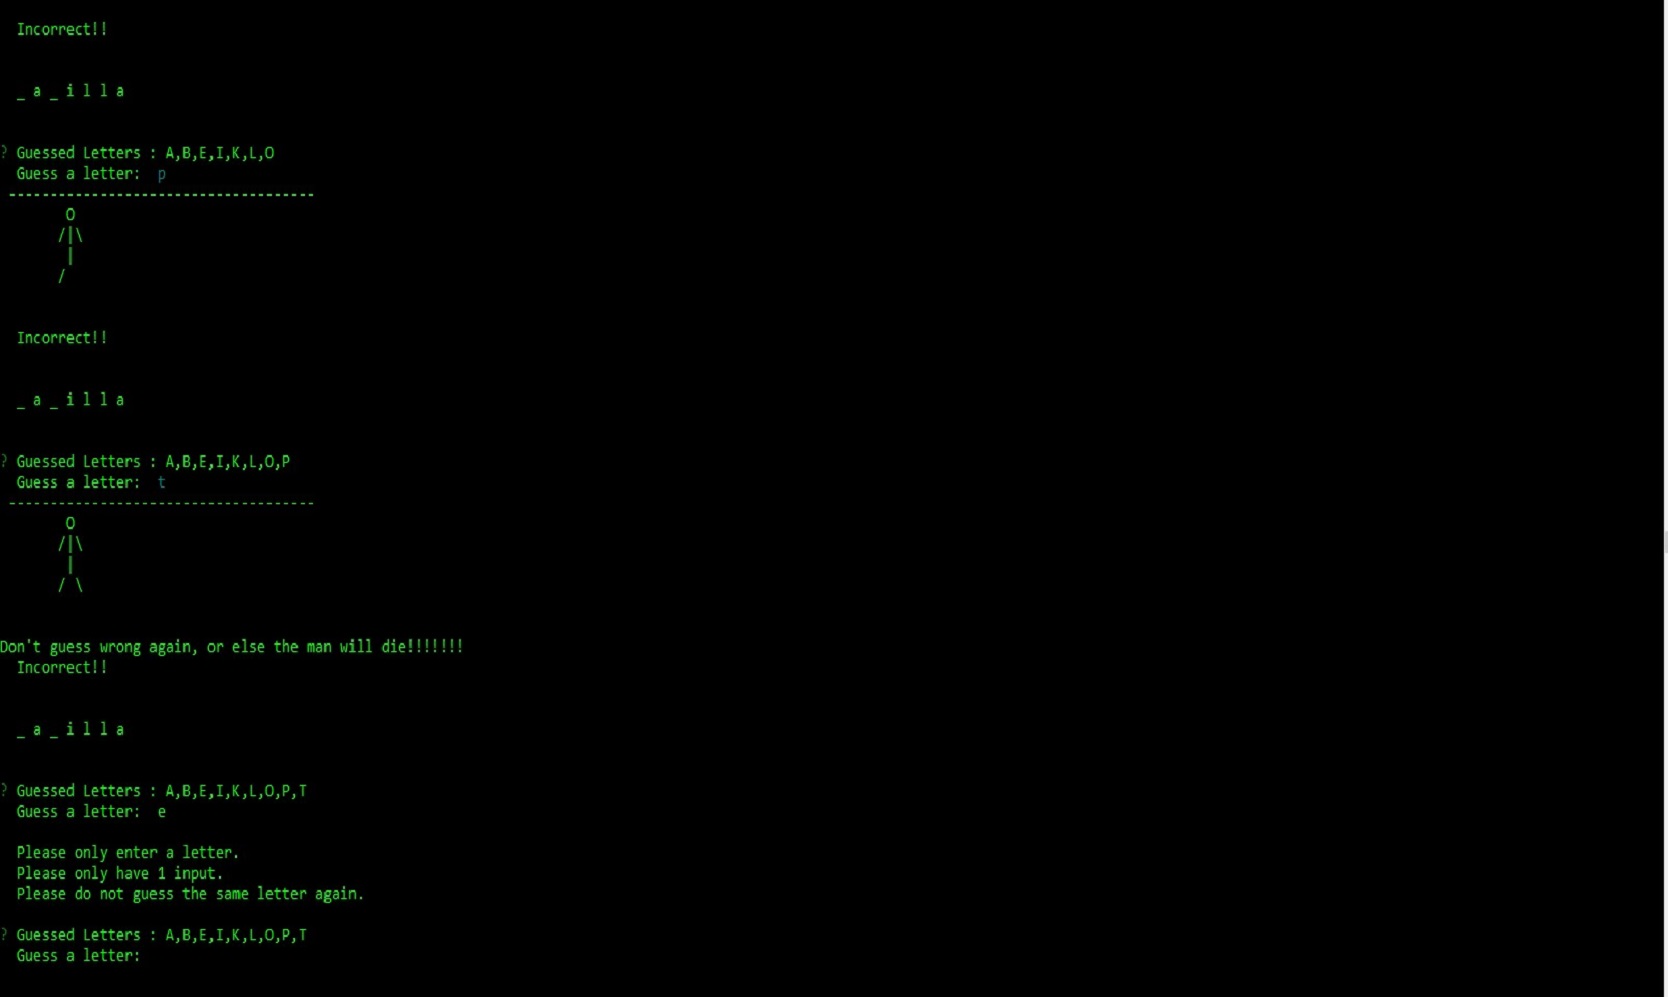 Incorrect!!
_ a _ i l l a
? Guessed Letters : A,B,E,I,K,L,O
Guess a letter:  p
-------------------------------------
O
/|\
|
/
Incorrect!!
_ a _ i l l a
? Guessed Letters : A,B,E,I,K,L,O,P
Guess a letter:  t
-------------------------------------
O
/|\
|
/ \
Don't guess wrong again, or else the man will die!!!!!!!
Incorrect!!
_ a _ i l l a
? Guessed Letters : A,B,E,I,K,L,O,P,T
Guess a letter:  e
Please only enter a letter.
Please only have 1 input.
Please do not guess the same letter again.
? Guessed Letters : A,B,E,I,K,L,O,P,T
Guess a letter: